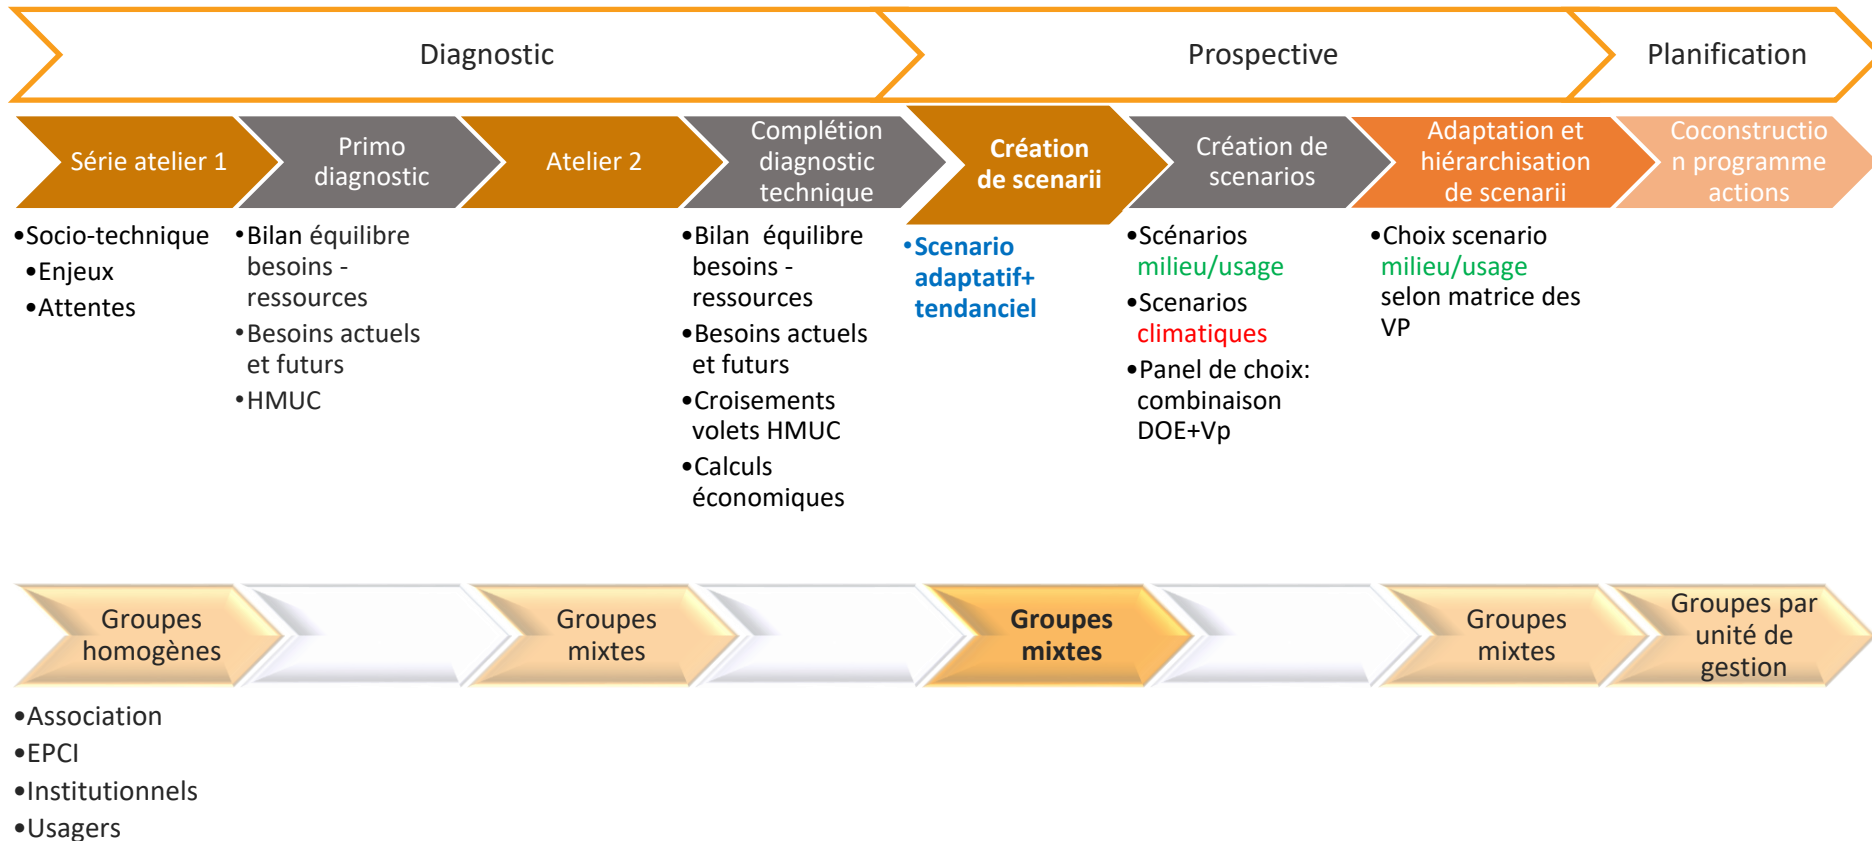 Diagnostic
Prospective
Planification
Série atelier 1
Primo
diagnostic
Atelier 2
Complétion
diagnostic
technique
Création
de scenarii
Création de
scenarios
Adaptation et
hiérarchisation
de scenarii
Coconstructio
n programme
actions
•Socio-technique
•Enjeux
•Attentes
•Bilan équilibre
besoins -
ressources
•Besoins actuels
et futurs
•HMUC
•Bilan équilibre
besoins -
ressources
•Besoins actuels
et futurs
•Croisements
volets HMUC
•Calculs
économiques
•Scenario
adaptatif+
tendanciel
•Scénarios
milieu/usage
•Scenarios
climatiques
•Panel de choix:
combinaison
DOE+Vp
•Choix scenario
milieu/usage
selon matrice des
VP
Groupes
homogènes
Groupes
mixtes
Groupes
mixtes
Groupes
mixtes
Groupes par
unité de
gestion
•Association
•EPCI
•Institutionnels
•Usagers